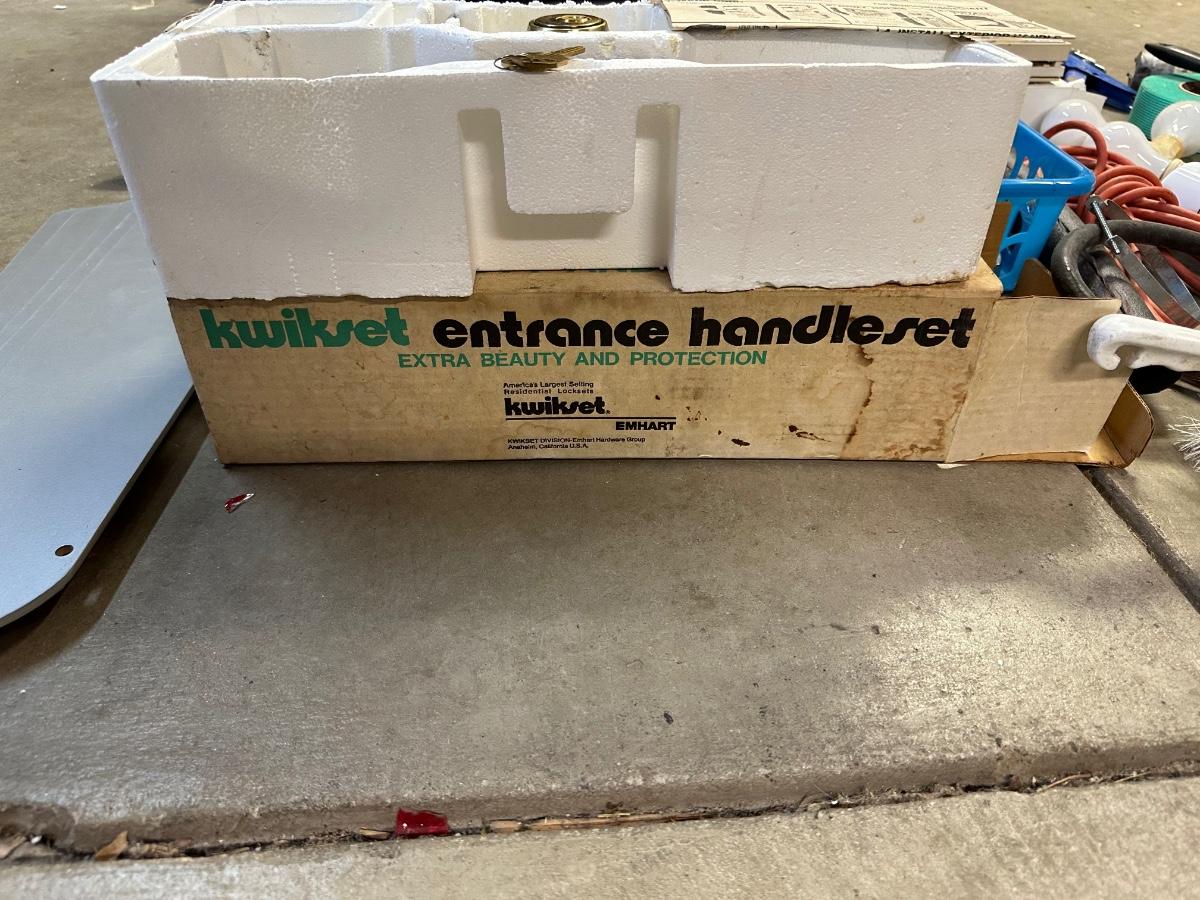 kwikset entrance handleset
EXTRA BEAUTY AND PROTECTION
America's Largest Selling
Residential Locksets
kwikset®
EMHART
KWIKSET DIVISION-Emhart Hardware Group
Anaheim, California U.S.A.